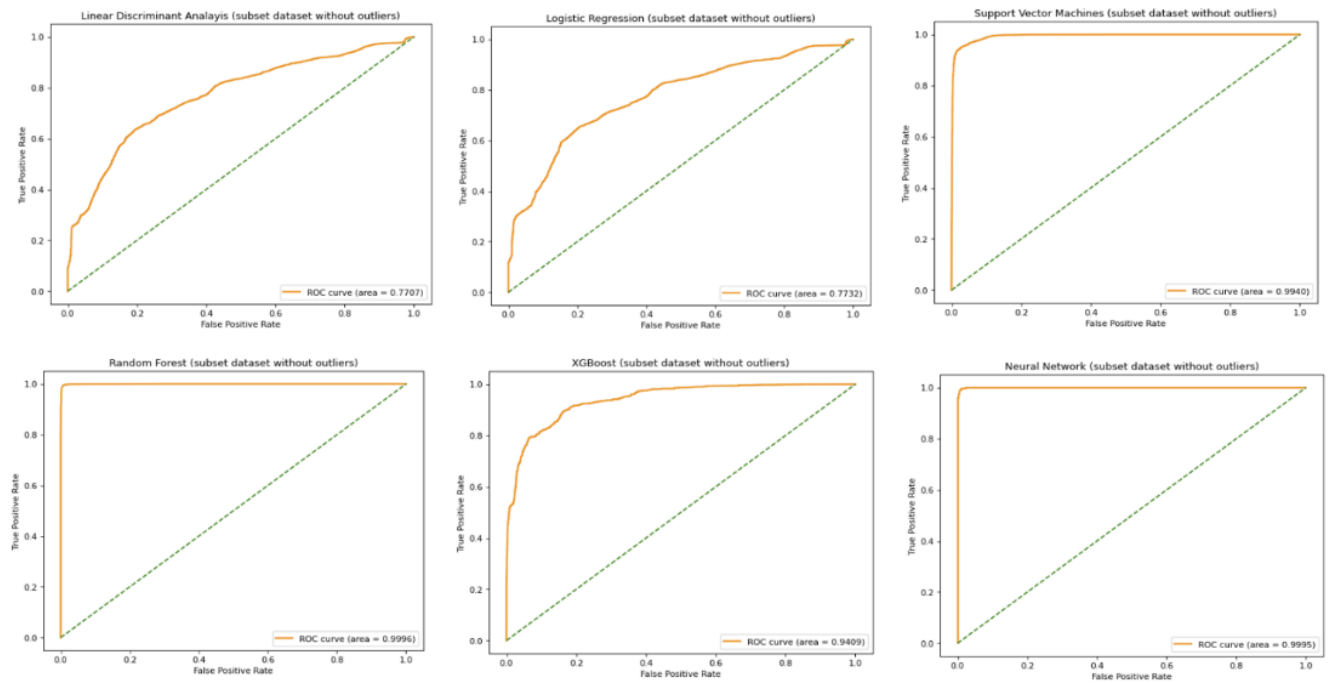 Linear Discriminant Analayis (subset dataset without outliers)
1.0
0.8
0.6
0.4
0.2
0.0
True Positive Rate
ROC curve (area = 0.7707)
0.0 0.2 0.4 0.6 0.8 1.0
False Positive Rate
Logistic Regression (subset dataset without outliers)
1.0
0.8
0.6
0.4
0.2
0.0
True Positive Rate
ROC curve (area = 0.7732)
0.0 0.2 0.4 0.6 0.8 1.0
False Positive Rate
Support Vector Machines (subset dataset without outliers)
1.0
0.8
0.6
0.4
0.2
0.0
True Positive Rate
ROC curve (area = 0.9940)
0.0 0.2 0.4 0.6 0.8 1.0
False Positive Rate
Random Forest (subset dataset without outliers)
1.0
0.8
0.6
0.4
0.2
0.0
True Positive Rate
ROC curve (area = 0.9996)
0.0 0.2 0.4 0.6 0.8 1.0
False Positive Rate
XGBoost (subset dataset without outliers)
1.0
0.8
0.6
0.4
0.2
0.0
True Positive Rate
ROC curve (area = 0.9409)
0.0 0.2 0.4 0.6 0.8 1.0
False Positive Rate
Neural Network (subset dataset without outliers)
1.0
0.8
0.6
0.4
0.2
0.0
True Positive Rate
ROC curve (area = 0.9995)
0.0 0.2 0.4 0.6 0.8 1.0
False Positive Rate